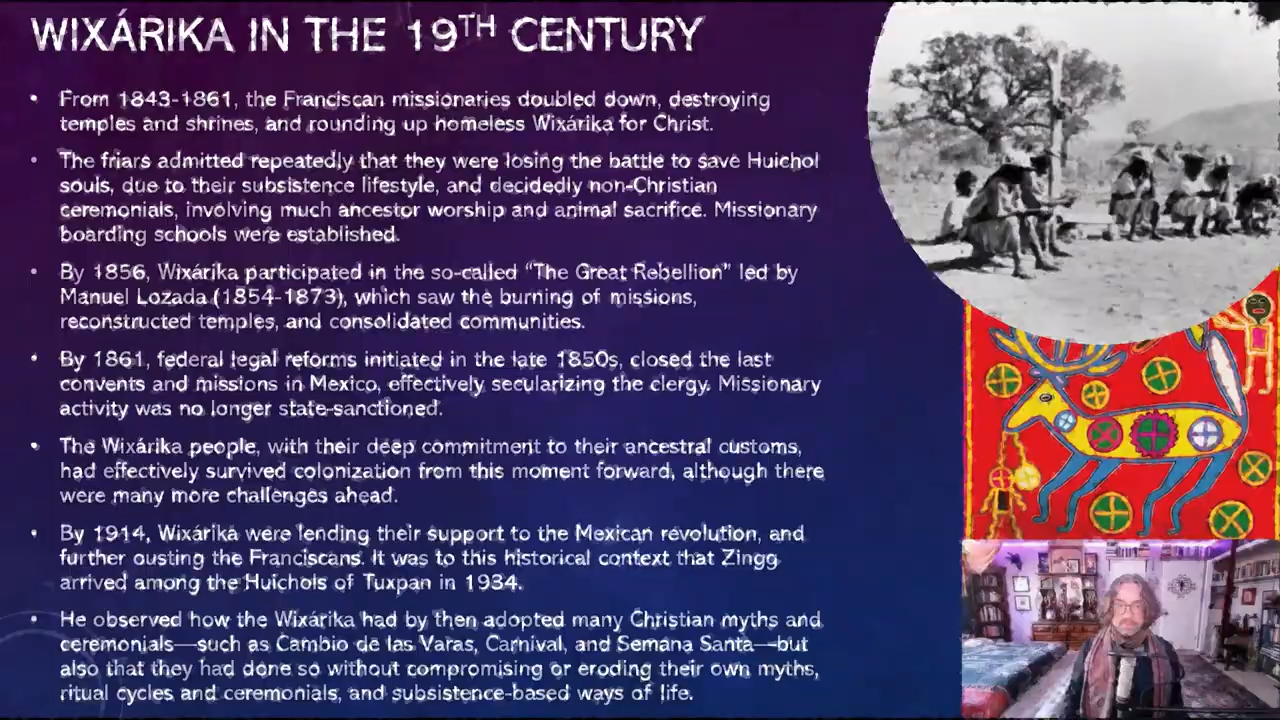 WIXÁRIKA IN THE 19TH CENTURY
• From 1843-1861, the Franciscan missionaries doubled down, destroying
temples and shrines, and rounding up homeless Wixárika for Christ.
• The friars admitted repeatedly that they were losing the battle to save Huichol
souls, due to their subsistence lifestyle, and decidedly non-Christian
ceremonials, involving much ancestor worship and animal sacrifice. Missionary
boarding schools were established.
• By 1856, Wixárika participated in the so-called “The Great Rebellion” led by
Manuel Lozada (1854-1873), which saw the burning of missions,
reconstructed temples, and consolidated communities.
• By 1861, federal legal reforms initiated in the late 1850s, closed the last
convents and missions in Mexico, effectively secularizing the clergy. Missionary
activity was no longer state-sanctioned.
• The Wixárika people, with their deep commitment to their ancestral customs,
had effectively survived colonization from this moment forward, although there
were many more challenges ahead.
• By 1914, Wixárika were lending their support to the Mexican revolution, and
further ousting the Franciscans. It was to this historical context that Zingg
arrived among the Huichols of Tuxpan in 1934.
• He observed how the Wixárika had by then adopted many Christian myths and
ceremonials—such as Cambio de las Varas, Carnival, and Semana Santa—but
also that they had done so without compromising or eroding their own myths,
ritual cycles and ceremonials, and subsistence-based ways of life.